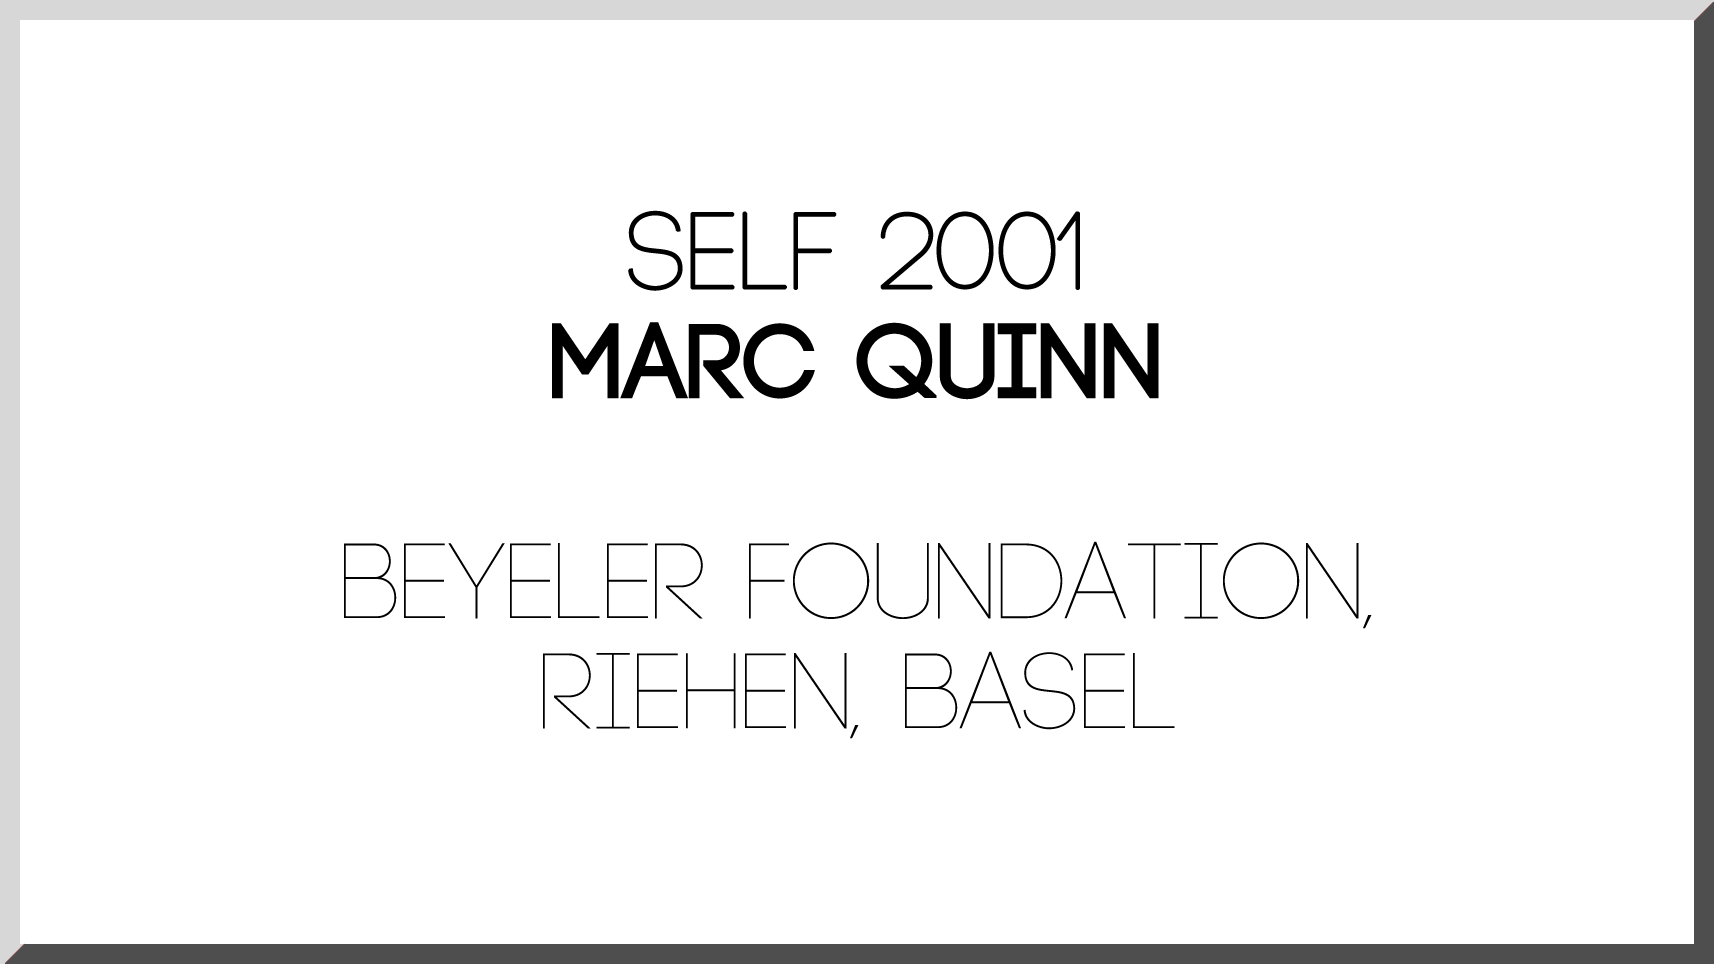 SELF 2001
MARC QUINN
BEYELER FOUNDATION,
RIEHEN, BASEL